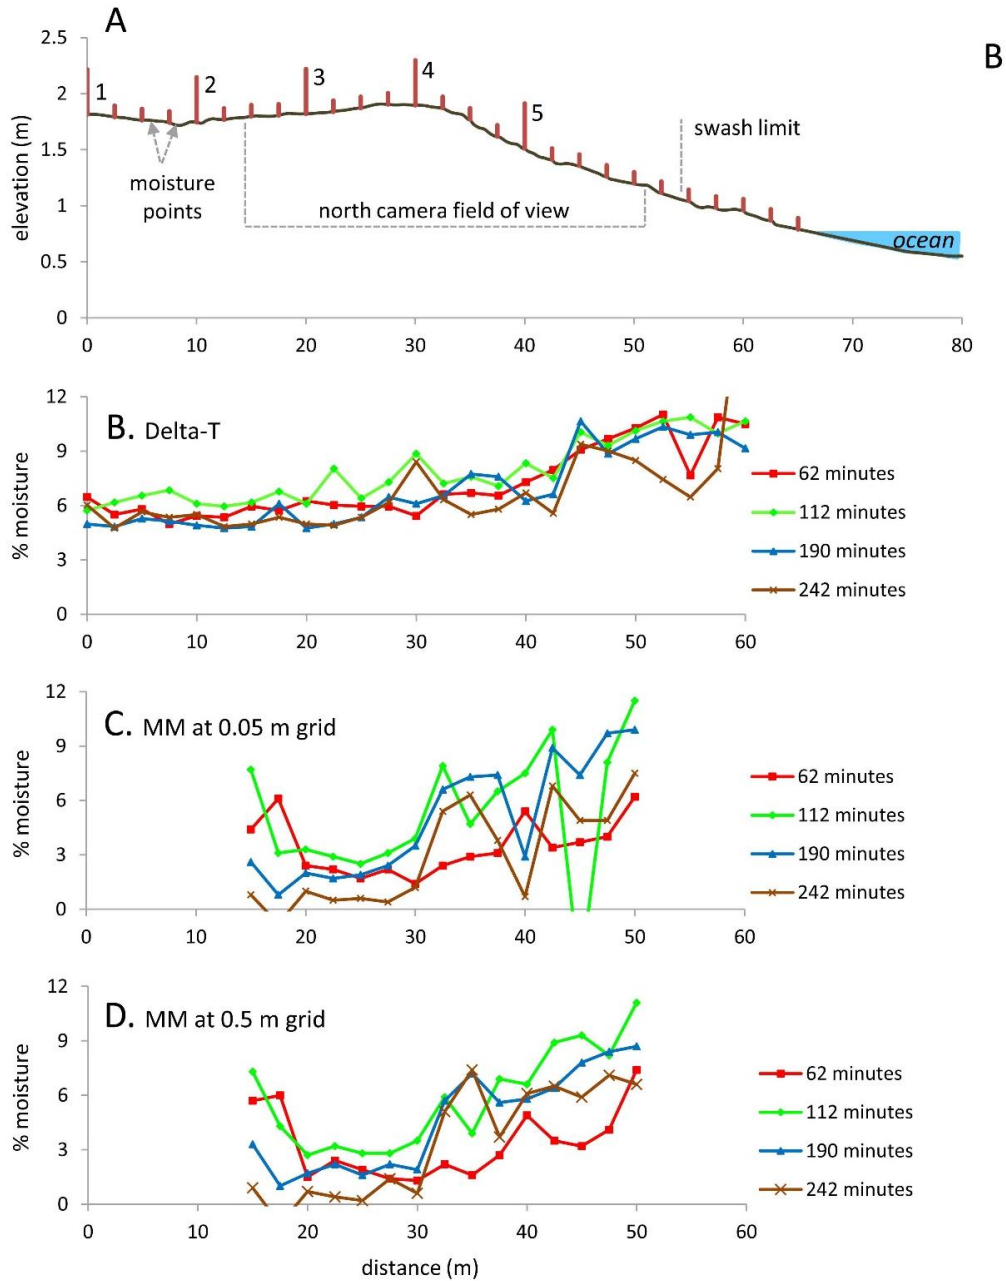 A
B
2.5
2
1.5
1
0.5
0
elevation (m)
1
2
3
4
5
swash limit
moisture
points
north camera field of view
ocean
0 10 20 30 40 50 60 70 80
B. Delta-T
12
9
6
3
0
% moisture
62 minutes
112 minutes
190 minutes
242 minutes
0 10 20 30 40 50 60
C. MM at 0.05 m grid
12
9
6
3
0
% moisture
62 minutes
112 minutes
190 minutes
242 minutes
0 10 20 30 40 50 60
D. MM at 0.5 m grid
12
9
6
3
0
% moisture
62 minutes
112 minutes
190 minutes
242 minutes
0 10 20 30 40 50 60
distance (m)